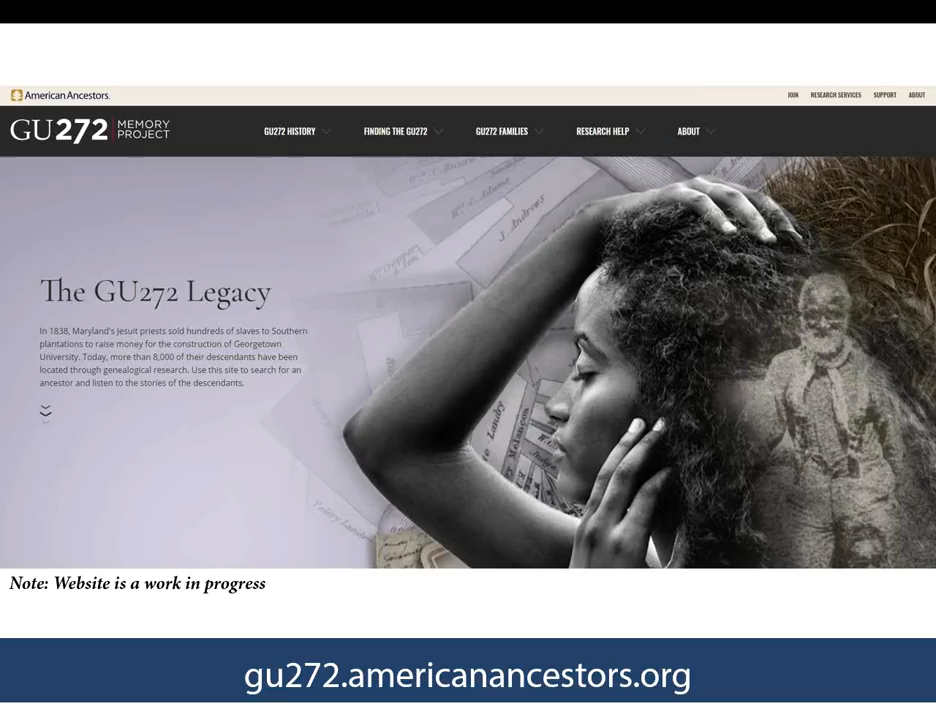 American Ancestors.
JOIN RESEARCH SERVICES SUPPORT ABOUT
GU272 MEMORY PROJECT
GU272 HISTORY FINDING THE GU272 GU272 FAMILIES RESEARCH HELP ABOUT
J. Andrews
The GU272 Legacy
In 1838, Maryland's Jesuit priests sold hundreds of slaves to Southern
plantations to raise money for the construction of Georgetown
University. Today, more than 8,000 of their descendants have been
located through genealogical research. Use this site to search for an
ancestor and listen to the stories of the descendants.
Landry
Melancon
Note: Website is a work in progress
gu272.americanancestors.org